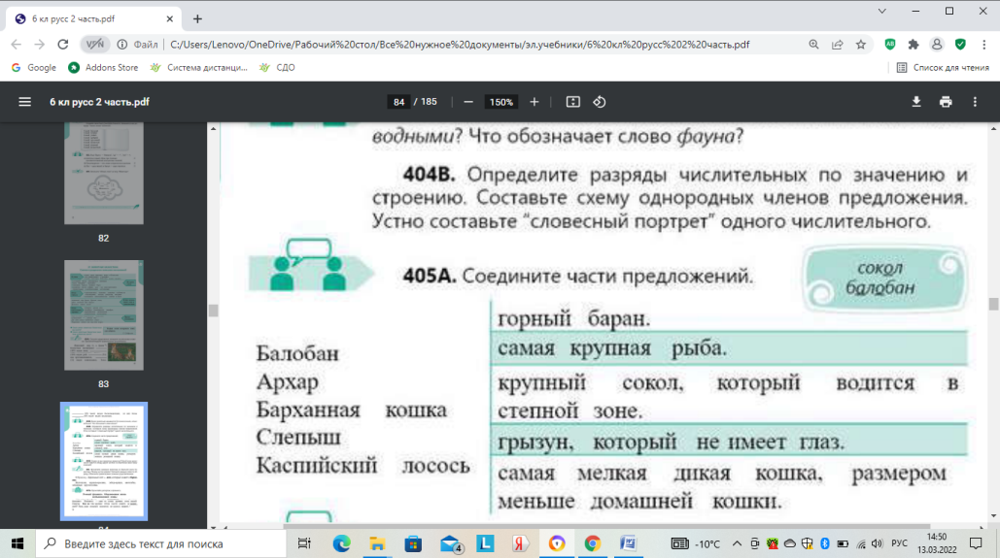 6 кл русс 2 часть.pdf
VPN
Файл
C:/Users/Lenovo/OneDrive/Рабочий%20стол/Все%20нужное%20документы/эл.учебники/6%20кл%20русс%202%20часть.pdf
Google
Addons Store
Система дистанци...
СДО
Список для чтения
6 кл русс 2 часть.pdf
84 / 185
150%
82
83
водными? Что обозначает слово фауна?
404В. Определите разряды числительных по значению и
строению. Составьте схему однородных членов предложения.
Устно составьте “словесный портрет” одного числительного.
405А. Соедините части предложений.
сокол
балобан
Балобан
Архар
Барханная кошка
Слепыш
Каспийский лосось
горный баран.
самая крупная рыба.
крупный сокол, который водится в
степной зоне.
грызун, который не имеет глаз.
самая мелкая дикая кошка, размером
меньше домашней кошки.
Введите здесь текст для поиска
4
-10°C
РУС
14:50
13.03.2022